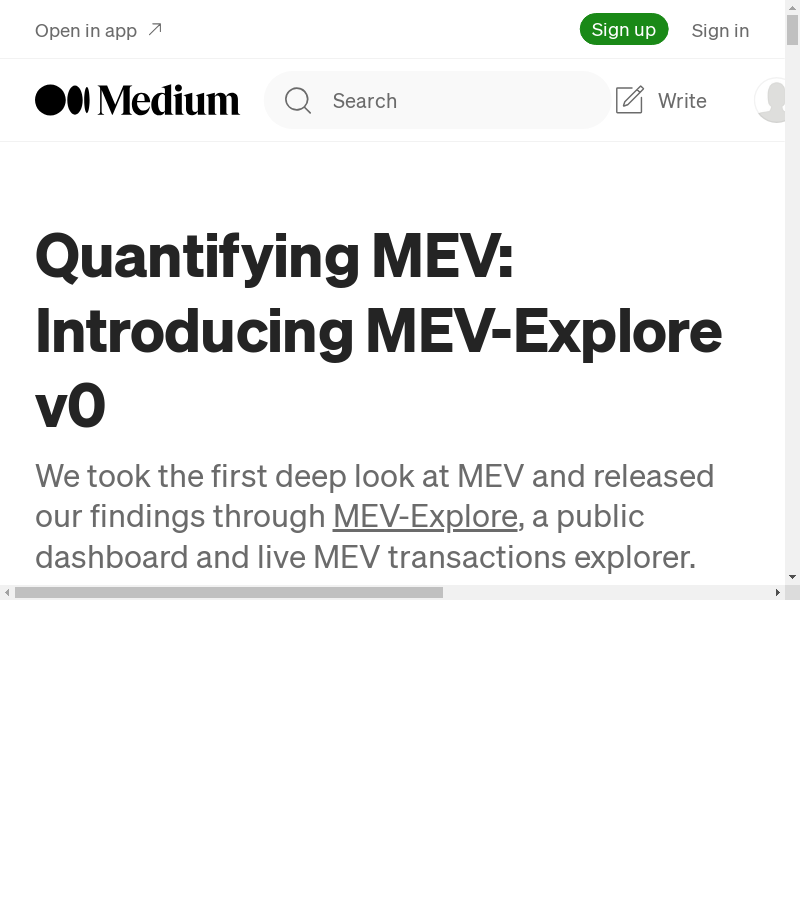 Open in app
Sign up
Sign in
Medium
Search
Write
Quantifying MEV:
Introducing MEV-Explore
v0
We took the first deep look at MEV and released
our findings through MEV-Explore, a public
dashboard and live MEV transactions explorer.